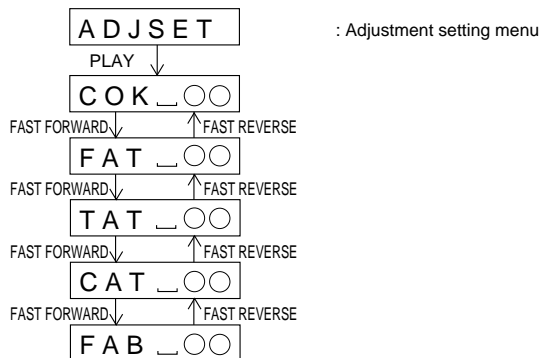 ADJSET : Adjustment setting menu
PLAY
COK ⎵ ○○
FAST FORWARD FAST REVERSE
FAT ⎵ ○○
FAST FORWARD FAST REVERSE
TAT ⎵ ○○
FAST FORWARD FAST REVERSE
CAT ⎵ ○○
FAST FORWARD FAST REVERSE
FAB ⎵ ○○